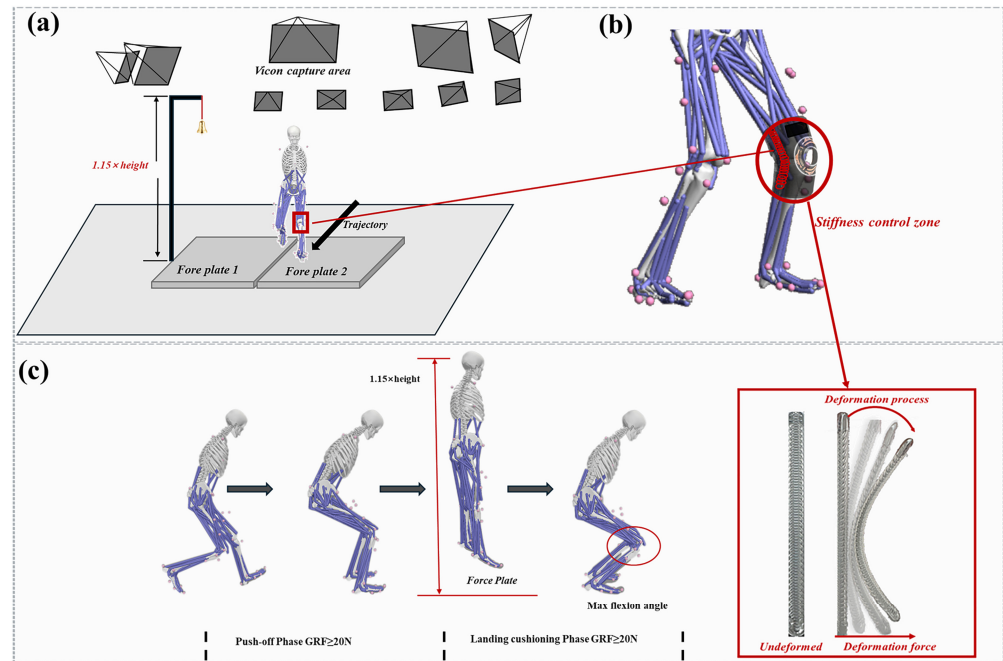 (a)
Vicon capture area
1.15×height
Trajectory
Fore plate 1
Fore plate 2
(b)
Stiffness control zone
(c)
1.15×height
Force Plate
Max flexion angle
Push-off Phase GRF≥20N
Landing cushioning Phase GRF≥20N
Deformation process
Undeformed
Deformation force